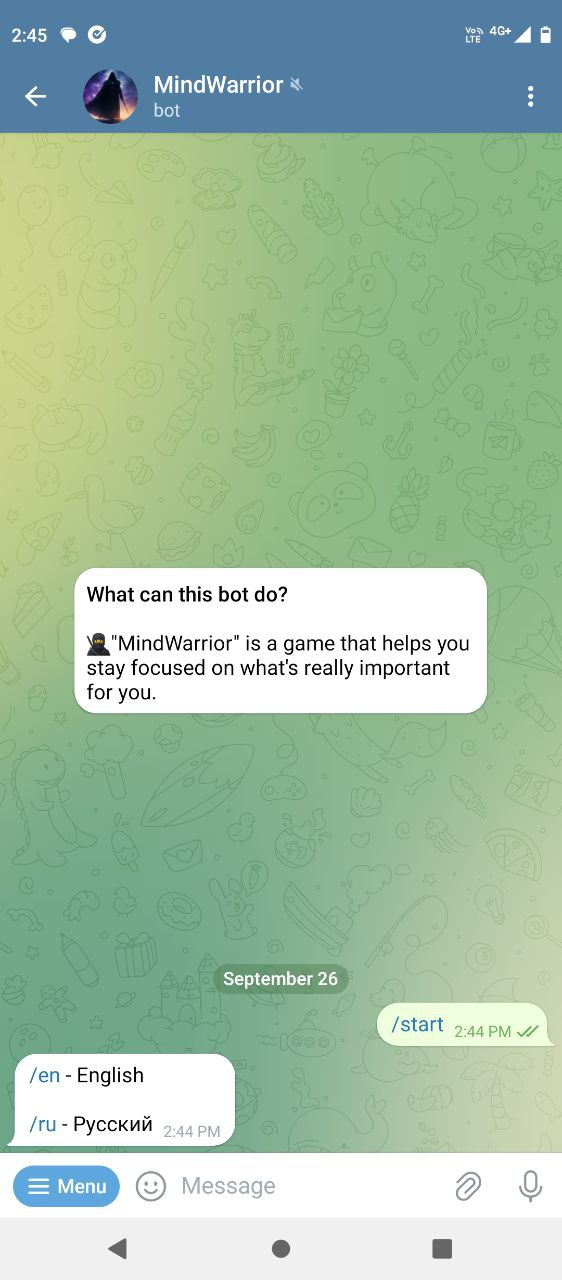 2:45
Vo)) LTE 4G+
MindWarrior
bot
What can this bot do?
🥷"MindWarrior" is a game that helps you
stay focused on what's really important
for you.
September 26
/start 2:44 PM
/en - English
/ru - Русский 2:44 PM
Menu
Message